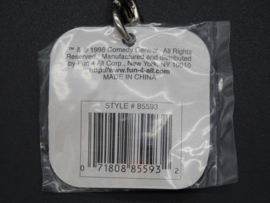 ™ & © 1998 Comedy Central. All Rights
Reserved. Manufactured and distributed
by Fun 4 All Corp., New York, NY 10010
http://www.fun-4-all.com
MADE IN CHINA
STYLE # 85593
0 71808 85593 2